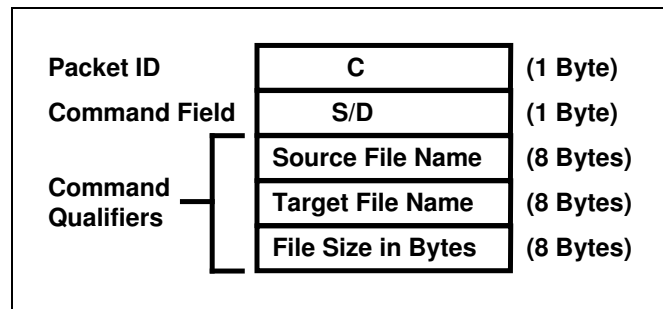 Packet ID C (1 Byte)
Command Field S/D (1 Byte)
Command Qualifiers
Source File Name (8 Bytes)
Target File Name (8 Bytes)
File Size in Bytes (8 Bytes)